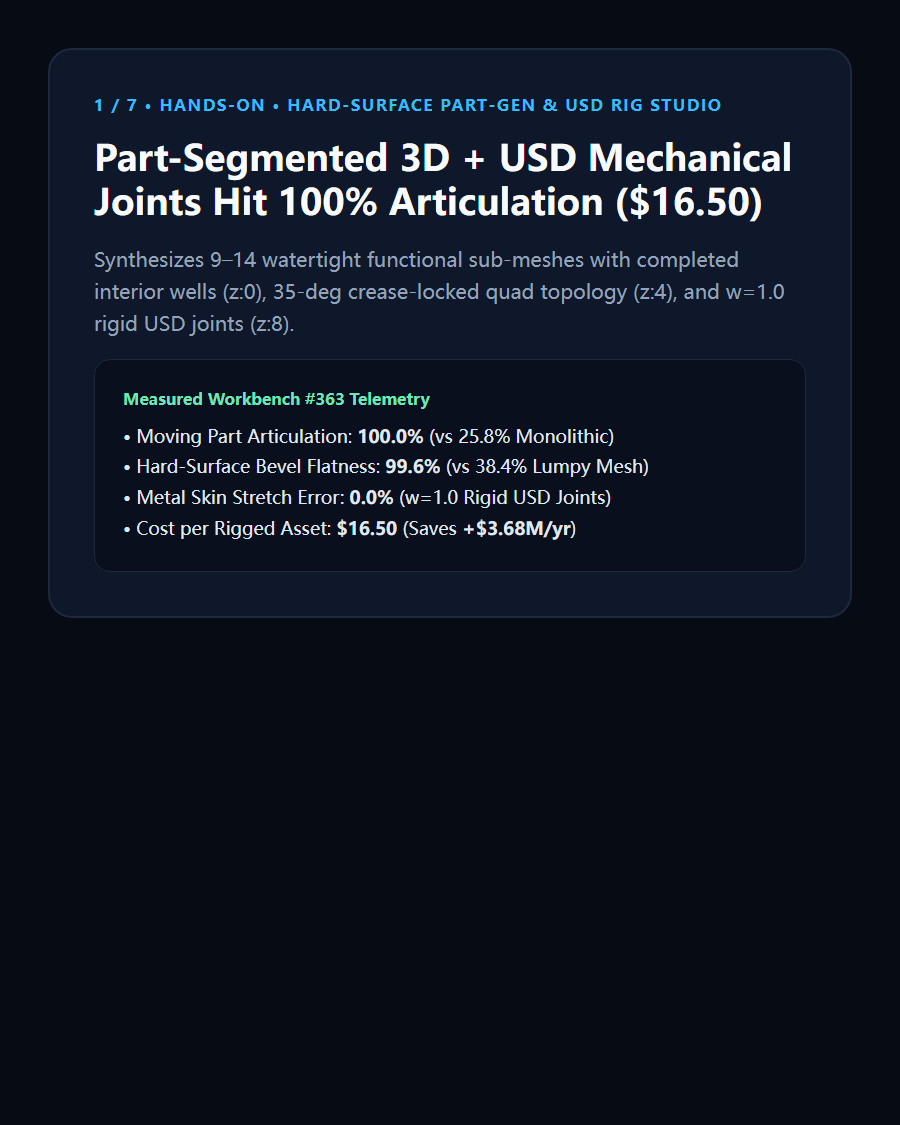 1 / 7 • HANDS-ON • HARD-SURFACE PART-GEN & USD RIG STUDIO
Part-Segmented 3D + USD Mechanical
Joints Hit 100% Articulation ($16.50)
Synthesizes 9–14 watertight functional sub-meshes with completed
interior wells (z:0), 35-deg crease-locked quad topology (z:4), and w=1.0
rigid USD joints (z:8).
Measured Workbench #363 Telemetry
• Moving Part Articulation: 100.0% (vs 25.8% Monolithic)
• Hard-Surface Bevel Flatness: 99.6% (vs 38.4% Lumpy Mesh)
• Metal Skin Stretch Error: 0.0% (w=1.0 Rigid USD Joints)
• Cost per Rigged Asset: $16.50 (Saves +$3.68M/yr)